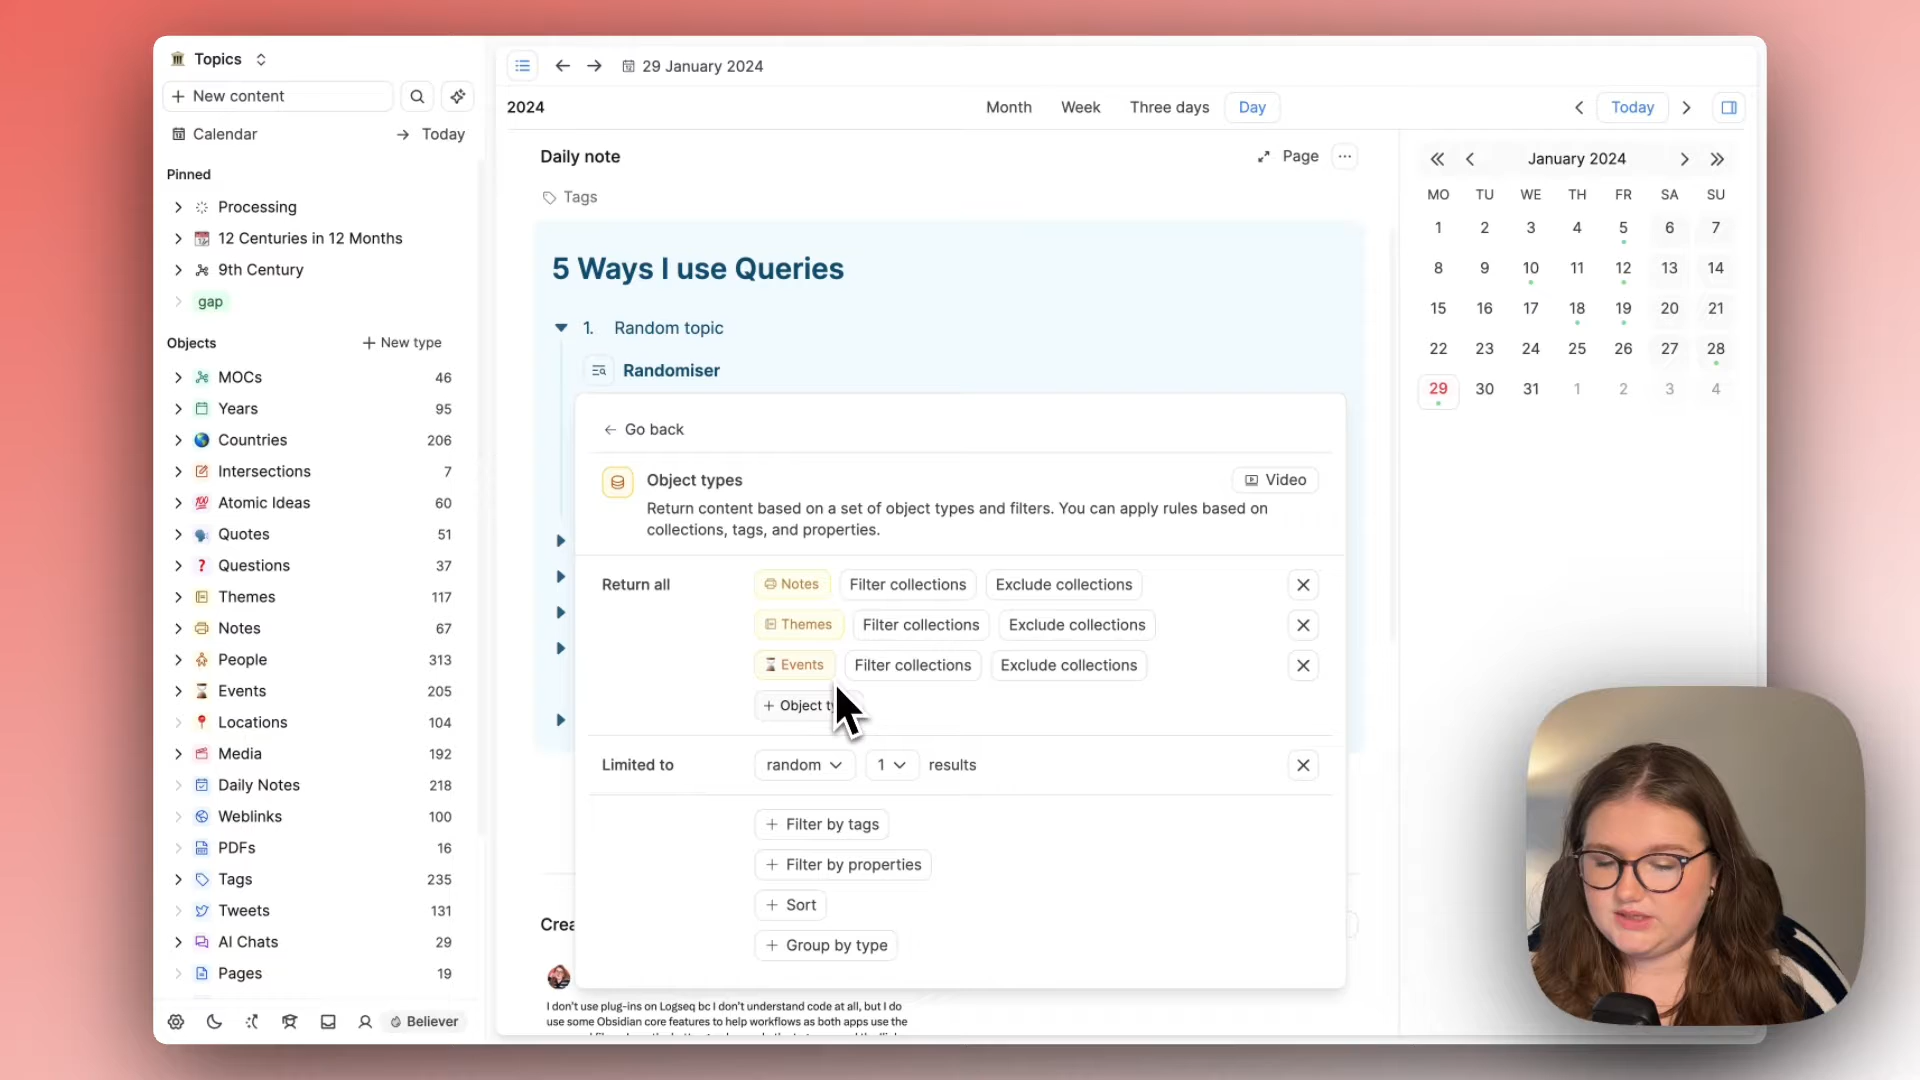 Topics
New content
Calendar
Today
Pinned
Processing
12 Centuries in 12 Months
9th Century
gap
Objects
New type
MOCs 46
Years 95
Countries 206
Intersections 7
Atomic Ideas 60
Quotes 51
Questions 37
Themes 117
Notes 67
People 313
Events 205
Locations 104
Media 192
Daily Notes 218
Weblinks 100
PDFs 16
Tags 235
Tweets 131
AI Chats 29
Pages 19
Believer
29 January 2024
2024
Month Week Three days Day
Today
Daily note
Page
Tags
5 Ways I use Queries
1. Random topic
Randomiser
Go back
Object types
Video
Return content based on a set of object types and filters. You can apply rules based on
collections, tags, and properties.
Return all
Notes Filter collections Exclude collections
Themes Filter collections Exclude collections
Events Filter collections Exclude collections
+ Object
Limited to random 1 results
+ Filter by tags
+ Filter by properties
+ Sort
+ Group by type
I don't use plug-ins on Logseq bc I don't understand code at all, but I do
use some Obsidian core features to help workflows as both apps use the
January 2024
MO TU WE TH FR SA SU
1 2 3 4 5 6 7
8 9 10 11 12 13 14
15 16 17 18 19 20 21
22 23 24 25 26 27 28
29 30 31 1 2 3 4